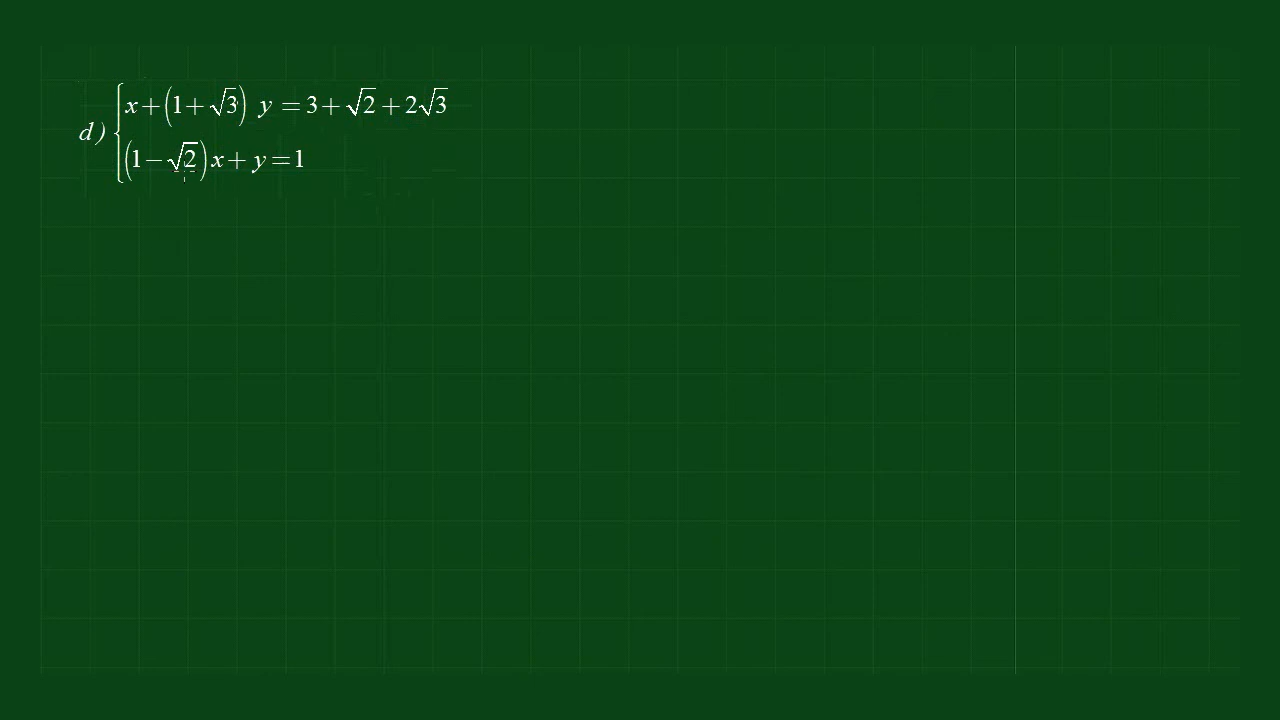 d) { x + (1 + √3) y = 3 + √2 + 2√3
(1 − √2) x + y = 1